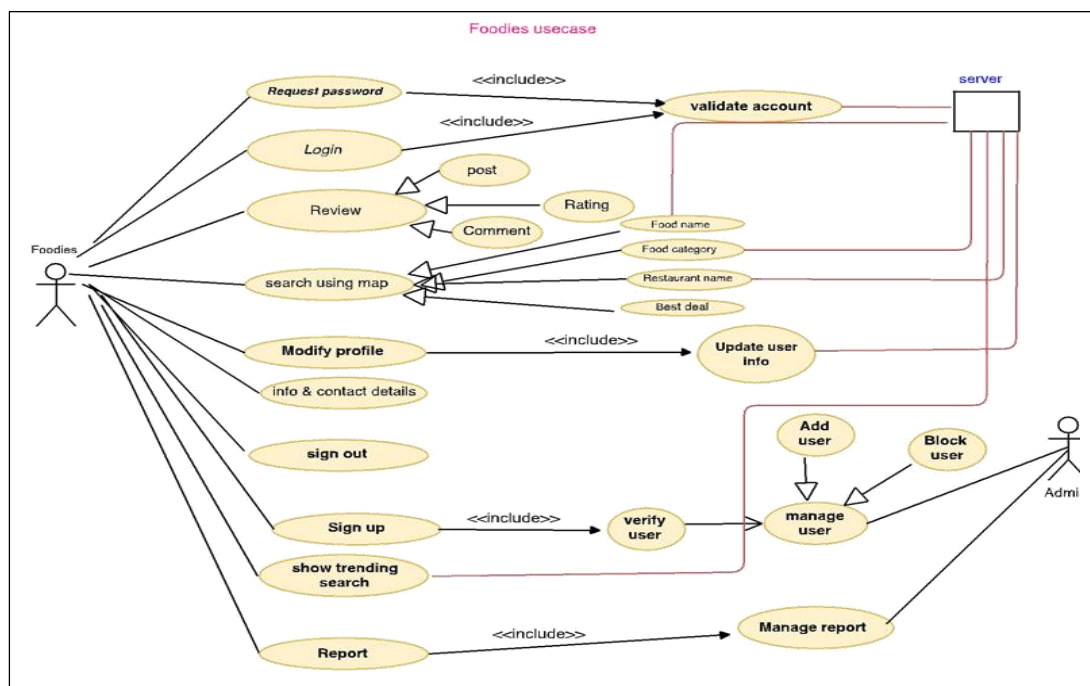 Foodies usecase
<<include>>
server
Request password
validate account
<<include>>
Login
post
Review
Rating
Comment
Food name
Foodies
Food category
search using map
Restaurant name
Best deal
<<include>>
Modify profile
Update user
info
info & contact details
Add
user
Block
user
sign out
Admi
<<include>>
Sign up
verify
user
manage
user
show trending
search
<<include>>
Manage report
Report